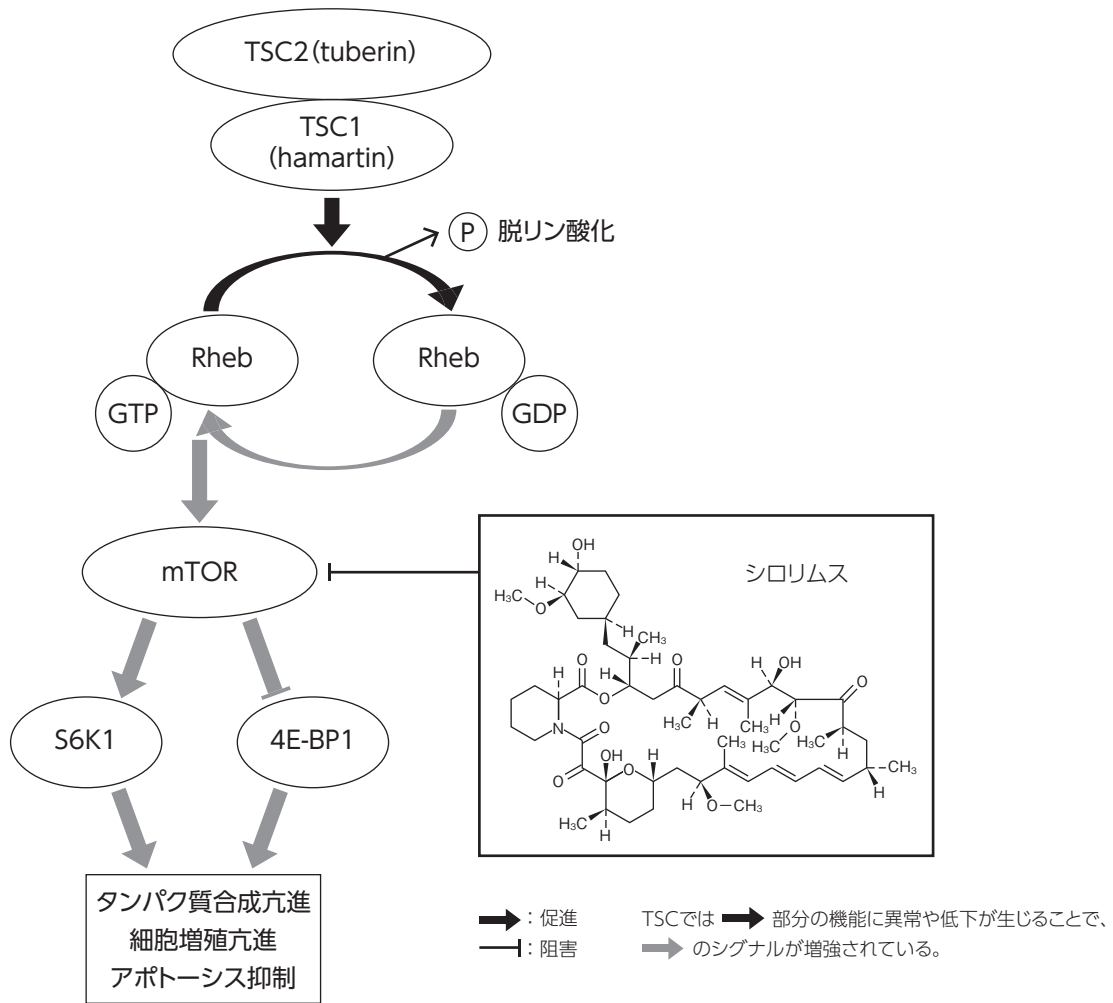 TSC2(tuberin)
TSC1
(hamartin)
P 脱リン酸化
Rheb
Rheb
GTP
GDP
mTOR
シロリムス
S6K1
4E-BP1
タンパク質合成亢進
細胞増殖亢進
アポトーシス抑制
OH
H
H
H₃C
O
H
CH₃
H
H
O
O
O
H
N
O
O
OH
O
H₃C
H
H
CH₃
H
CH₃
H
OH
H
O
H₃C
O
CH₃
H
CH₃
H
H₃C
H
O–CH₃
：促進
：阻害
TSCでは 部分の機能に異常や低下が生じることで、
のシグナルが増強されている。